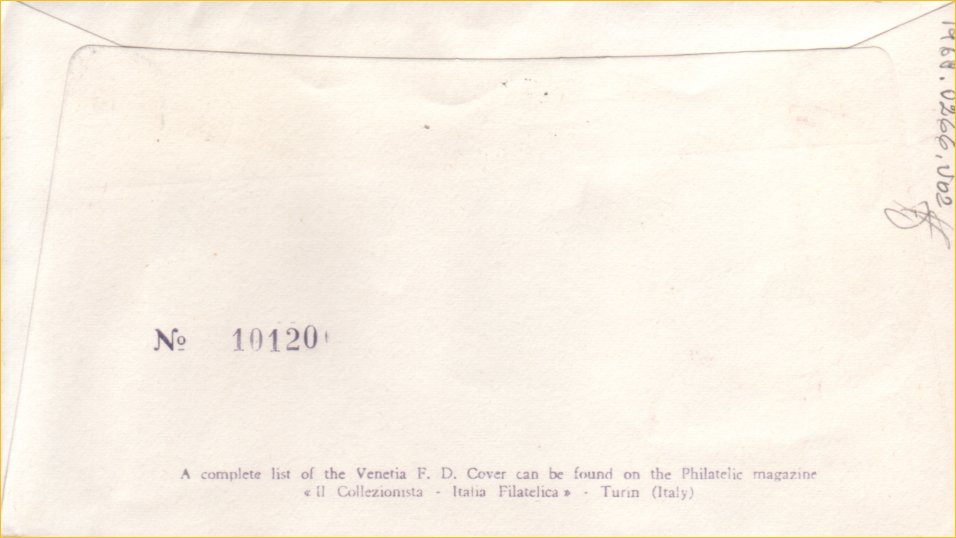 1968.0266.V02
Nº 10120
A complete list of the Venetia F. D. Cover can be found on the Philatelic magazine
« Il Collezionista - Italia Filatelica » - Turin (Italy)